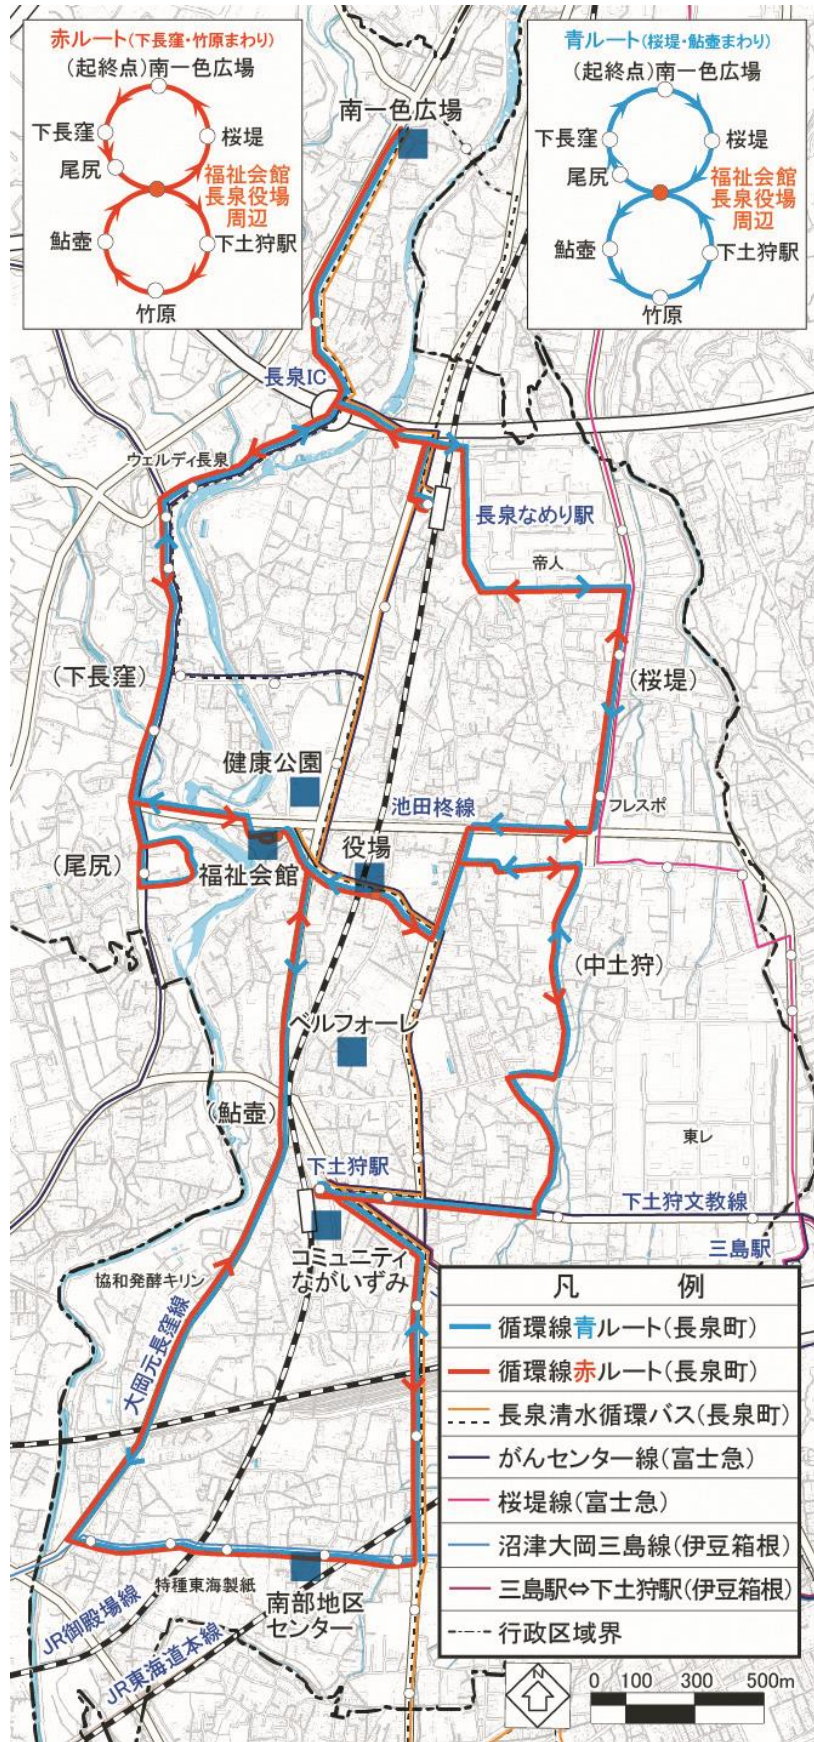 赤ルート(下長窪・竹原まわり)
(起終点)南一色広場
下長窪
桜堤
尾尻
福祉会館
長泉役場
周辺
鮎壺
下土狩駅
竹原
青ルート(桜堤・鮎壺まわり)
(起終点)南一色広場
下長窪
桜堤
尾尻
福祉会館
長泉役場
周辺
鮎壺
下土狩駅
竹原
南一色広場
長泉IC
ウェルディ長泉
長泉なめり駅
帝人
(下長窪)
(桜堤)
健康公園
池田柊線
フレスポ
(尾尻)
福祉会館
役場
(中土狩)
ベルフォーレ
(鮎壺)
東レ
下土狩駅
下土狩文教線
三島駅
コミュニティ
ながいずみ
協和発酵キリン
大岡元長窪線
特種東海製紙
南部地区
センター
JR御殿場線
JR東海道本線
凡 例
循環線青ルート(長泉町)
循環線赤ルート(長泉町)
長泉清水循環バス(長泉町)
がんセンター線(富士急)
桜堤線(富士急)
沼津大岡三島線(伊豆箱根)
三島駅⇔下土狩駅(伊豆箱根)
行政区域界
N
0 100 300 500m